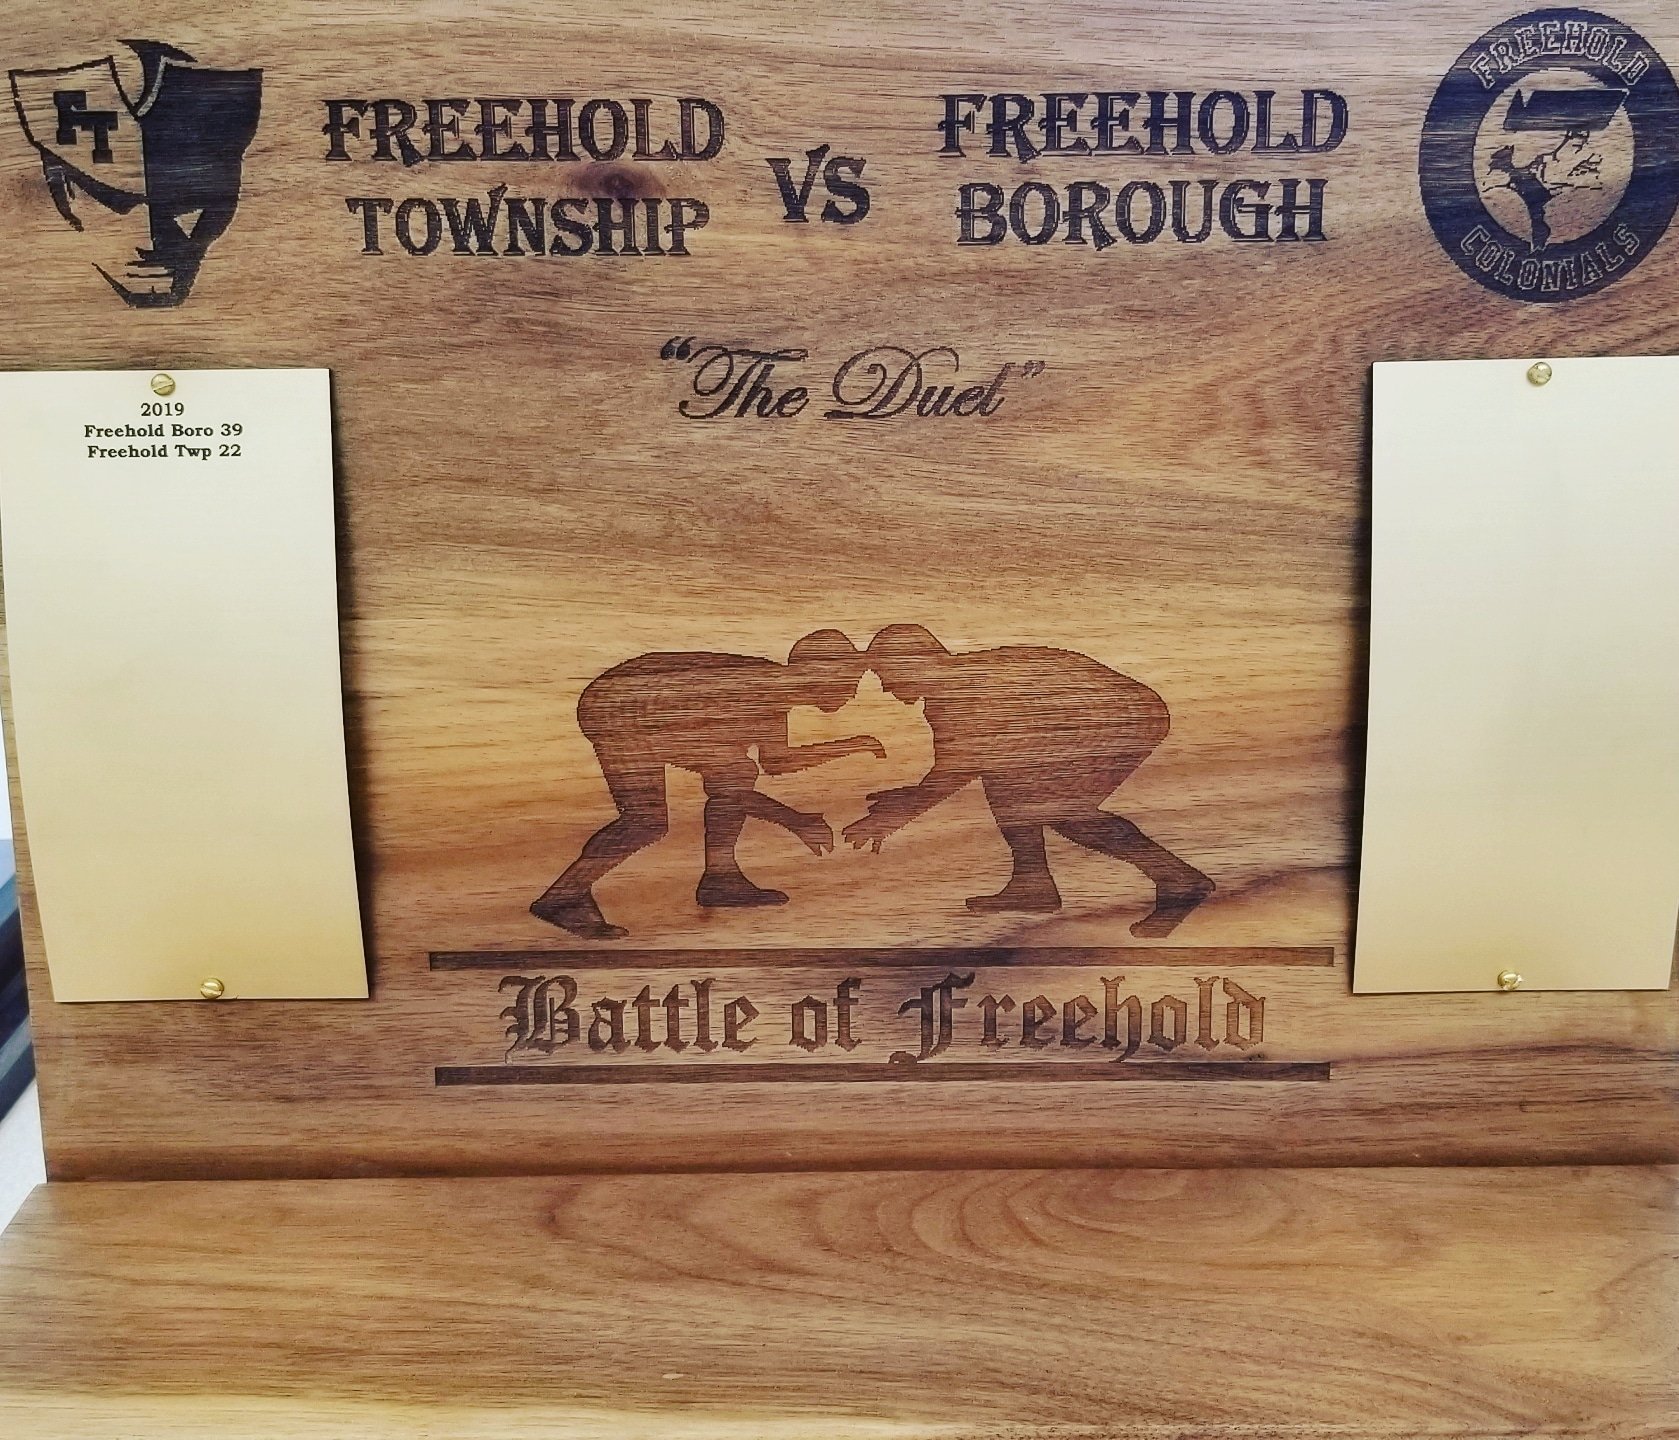 FT
FREEHOLD
TOWNSHIP
VS
FREEHOLD
BOROUGH
FREEHOLD
COLONIALS
"The Duel"
2019
Freehold Boro 39
Freehold Twp 22
Battle of Freehold